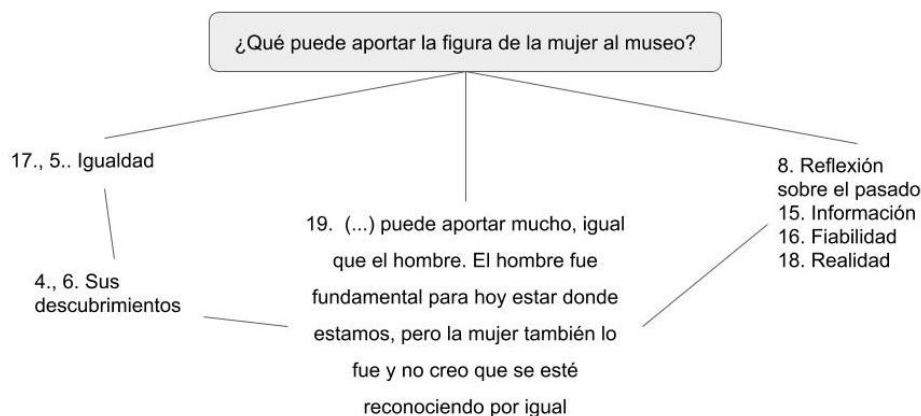 ¿Qué puede aportar la figura de la mujer al museo?
17., 5.. Igualdad
4., 6. Sus
descubrimientos
19. (...) puede aportar mucho, igual
que el hombre. El hombre fue
fundamental para hoy estar donde
estamos, pero la mujer también lo
fue y no creo que se esté
reconociendo por igual
8. Reflexión
sobre el pasado
15. Información
16. Fiabilidad
18. Realidad